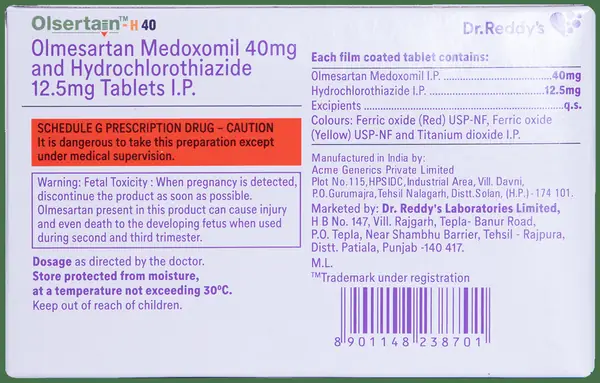 Olsertain™-H 40
Olmesartan Medoxomil 40mg
and Hydrochlorothiazide
12.5mg Tablets I.P.
SCHEDULE G PRESCRIPTION DRUG – CAUTION
It is dangerous to take this preparation except
under medical supervision.
Warning: Fetal Toxicity : When pregnancy is detected,
discontinue the product as soon as possible.
Olmesartan present in this product can cause injury
and even death to the developing fetus when used
during second and third trimester.
Dosage as directed by the doctor.
Store protected from moisture,
at a temperature not exceeding 30ºC.
Keep out of reach of children.
Dr.Reddy's
Each film coated tablet contains:
Olmesartan Medoxomil I.P. ..............................40mg
Hydrochlorothiazide I.P. ..............................12.5mg
Excipients ..............................q.s.
Colours: Ferric oxide (Red) USP-NF, Ferric oxide
(Yellow) USP-NF and Titanium dioxide I.P.
Manufactured in India by:
Acme Generics Private Limited
Plot No.115,HPSIDC,Industrial Area, Vill. Davni,
P.O.Gurumajra,Tehsil Nalagarh, Distt.Solan, (H.P.) - 174 101.
Marketed by: Dr. Reddy's Laboratories Limited,
H B No. 147, Vill. Rajgarh, Tepla- Banur Road,
P.O. Tepla, Near Shambhu Barrier, Tehsil - Rajpura,
Distt. Patiala, Punjab -140 417.
M.L.
™Trademark under registration
8 901148 238701